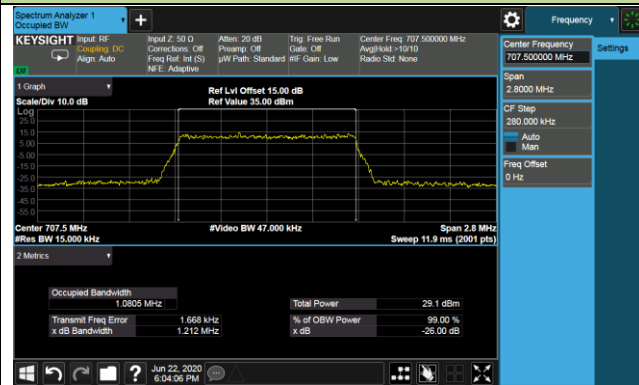 Spectrum Analyzer 1
Occupied BW
Frequency
KEYSIGHT
Input: RF
Coupling: DC
Align: Auto
Input Z: 50 Ω
Corrections: Off
Freq Ref: Int (S)
NFE: Adaptive
Atten: 20 dB
Preamp: Off
µW Path: Standard
Trig: Free Run
Gate: Off
#IF Gain: Low
Center Freq: 707.500000 MHz
Avg|Hold:>10/10
Radio Std: None
Center Frequency
707.500000 MHz
Settings
Span
2.8000 MHz
CF Step
280.000 kHz
Auto
Man
Freq Offset
0 Hz
1 Graph
Scale/Div 10.0 dB
Ref Lvl Offset 15.00 dB
Ref Value 35.00 dBm
Log
25.0
15.0
5.00
-5.00
-15.0
-25.0
-35.0
-45.0
-55.0
Center 707.5 MHz
#Res BW 15.000 kHz
#Video BW 47.000 kHz
Span 2.8 MHz
Sweep 11.9 ms (2001 pts)
2 Metrics
Occupied Bandwidth
1.0805 MHz
Total Power 29.1 dBm
Transmit Freq Error 1.668 kHz
% of OBW Power 99.00 %
x dB Bandwidth 1.212 MHz
x dB -26.00 dB
Jun 22, 2020
6:04:06 PM